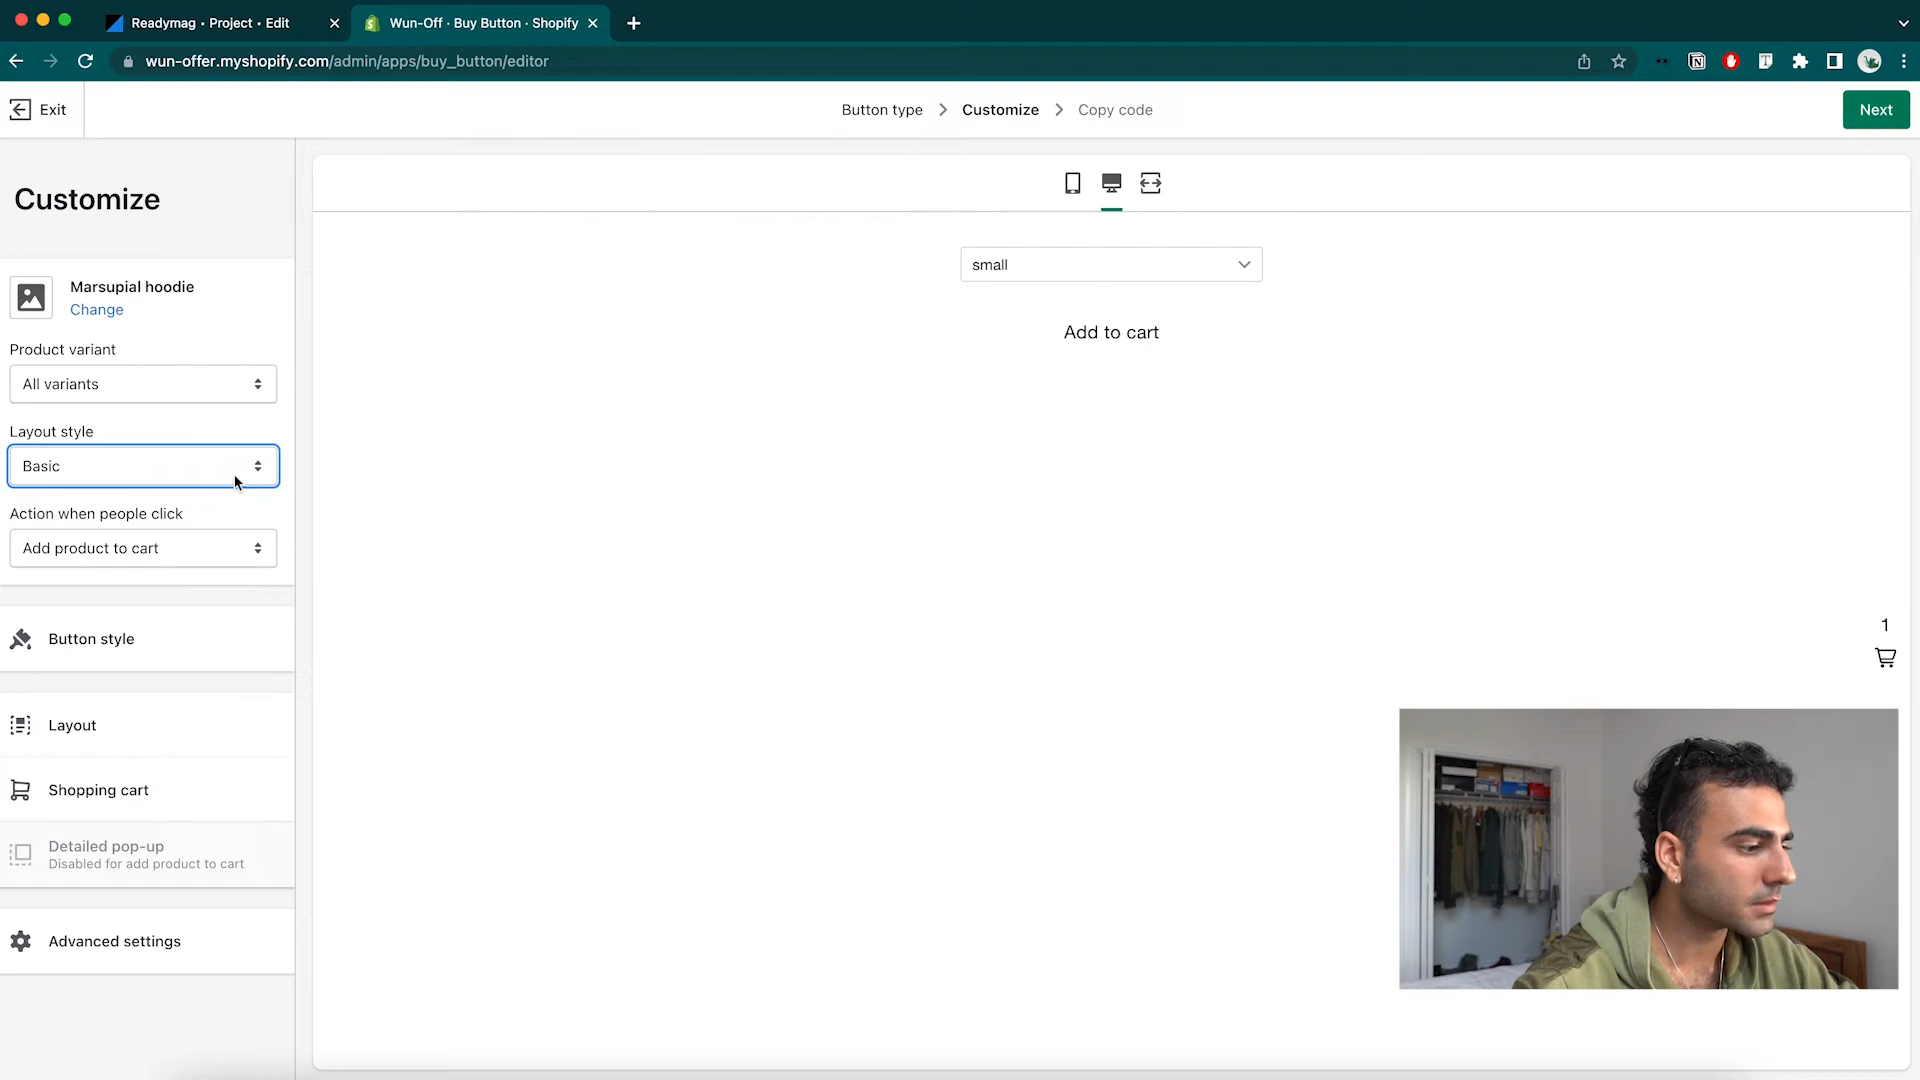 Readymag • Project • Edit
Wun-Off · Buy Button · Shopify
wun-offer.myshopify.com/admin/apps/buy_button/editor
Exit
Button type
Customize
Copy code
Next
Customize
Marsupial hoodie
Change
Product variant
All variants
Layout style
Basic
Action when people click
Add product to cart
Button style
Layout
Shopping cart
Detailed pop-up
Disabled for add product to cart
Advanced settings
small
Add to cart
1